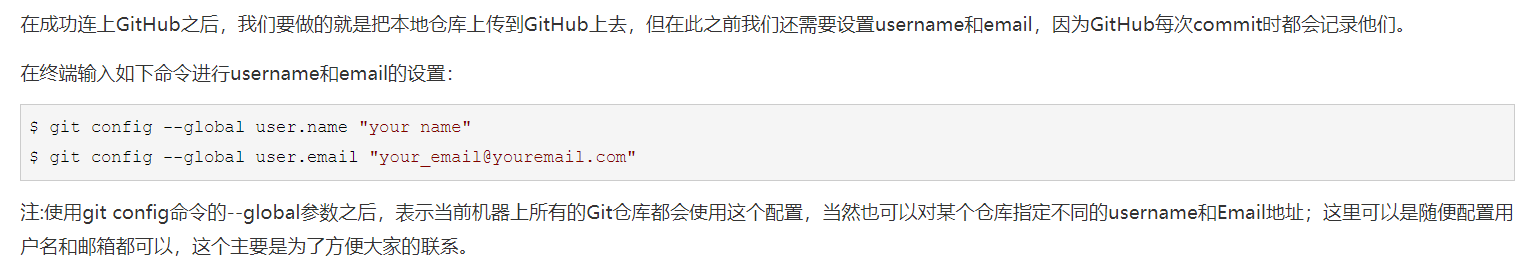 在成功连上GitHub之后，我们要做的就是把本地仓库上传到GitHub上去，但在此之前我们还需要设置username和email，因为GitHub每次commit时都会记录他们。
在终端输入如下命令进行username和email的设置：
$ git config --global user.name "your name"
$ git config --global user.email "your_email@youremail.com"
注:使用git config命令的--global参数之后，表示当前机器上所有的Git仓库都会使用这个配置，当然也可以对某个仓库指定不同的username和Email地址；这里可以是随便配置用
户名和邮箱都可以，这个主要是为了方便大家的联系。